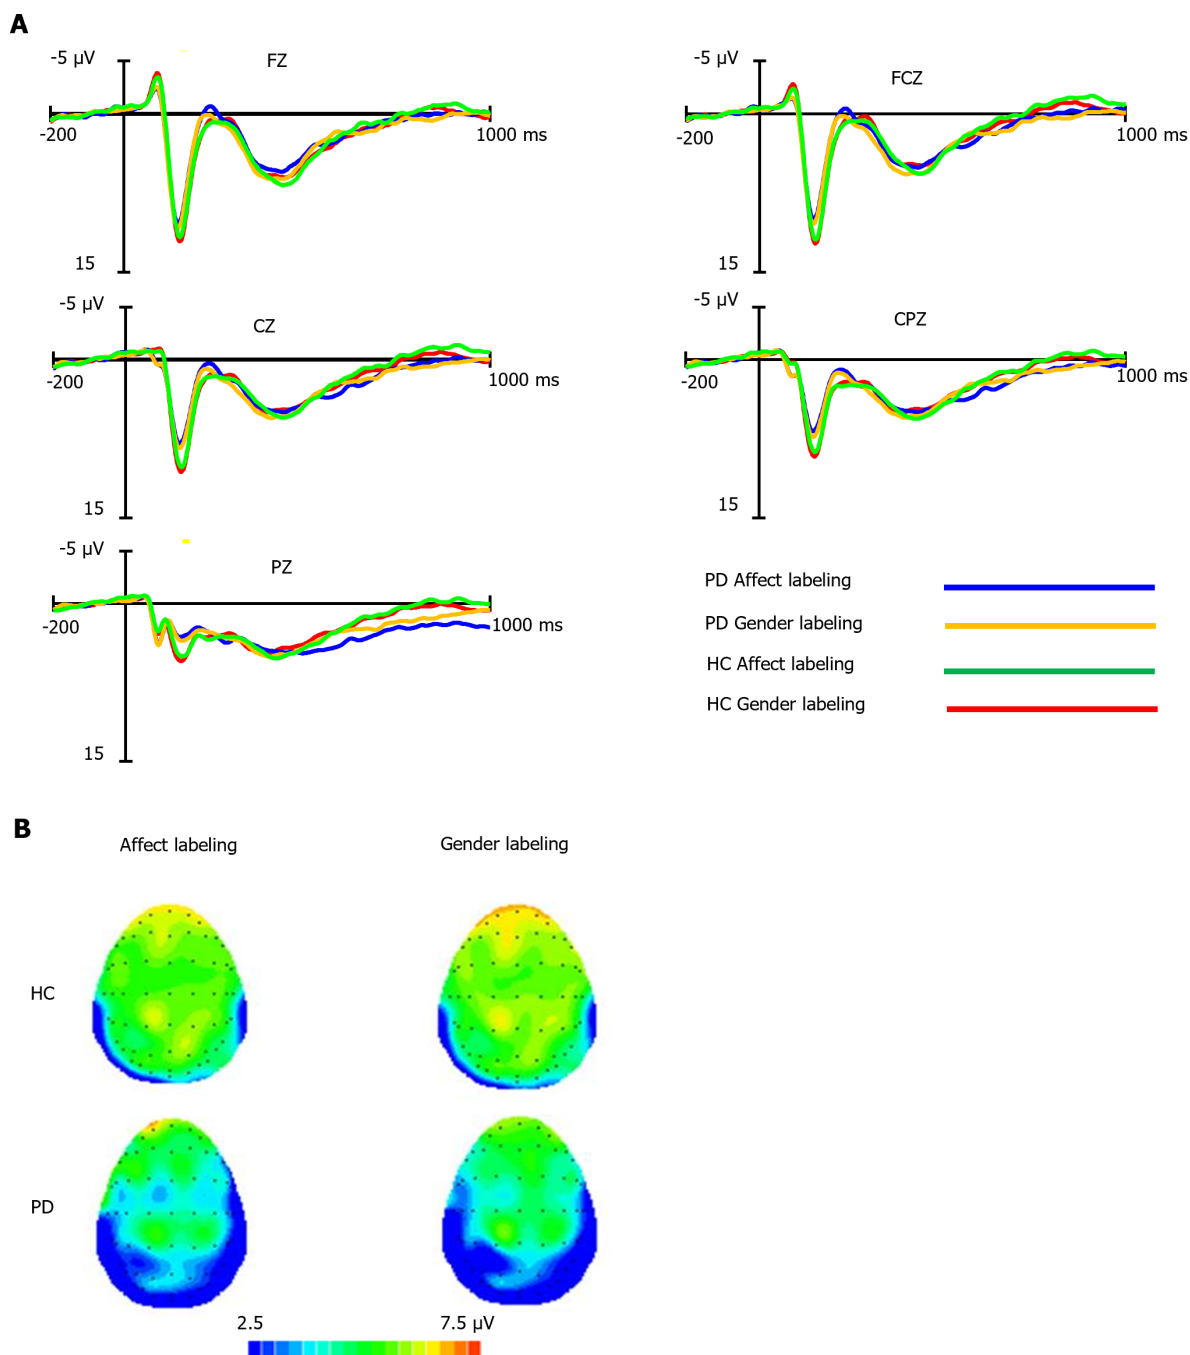 A
-5 µV
FZ
-200
1000 ms
15
-5 µV
FCZ
-200
1000 ms
15
-5 µV
CZ
-200
1000 ms
15
-5 µV
CPZ
-200
1000 ms
15
-5 µV
PZ
-200
1000 ms
15
PD Affect labeling
PD Gender labeling
HC Affect labeling
HC Gender labeling
B
Affect labeling
Gender labeling
HC
PD
2.5
7.5 µV